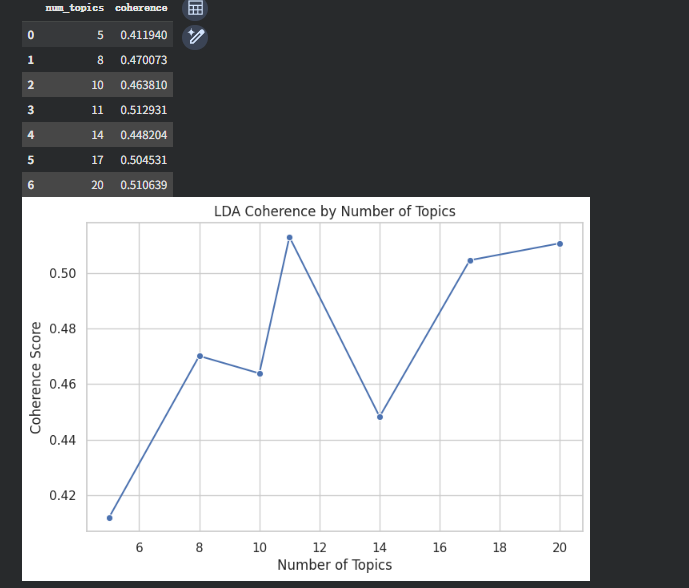 num_topics coherence
0 5 0.411940
1 8 0.470073
2 10 0.463810
3 11 0.512931
4 14 0.448204
5 17 0.504531
6 20 0.510639
LDA Coherence by Number of Topics
Coherence Score
0.50
0.48
0.46
0.44
0.42
6 8 10 12 14 16 18 20
Number of Topics